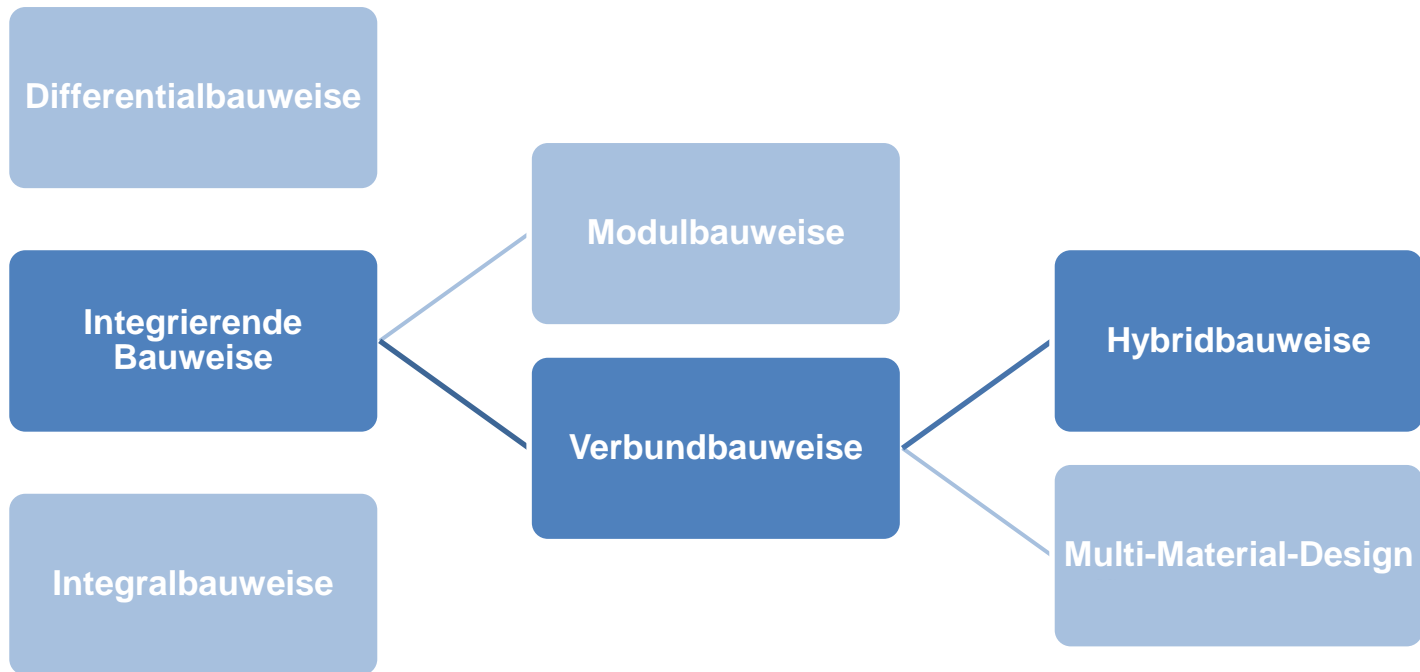 Differentialbauweise
Integrierende
Bauweise
Integralbauweise
Modulbauweise
Verbundbauweise
Hybridbauweise
Multi-Material-Design